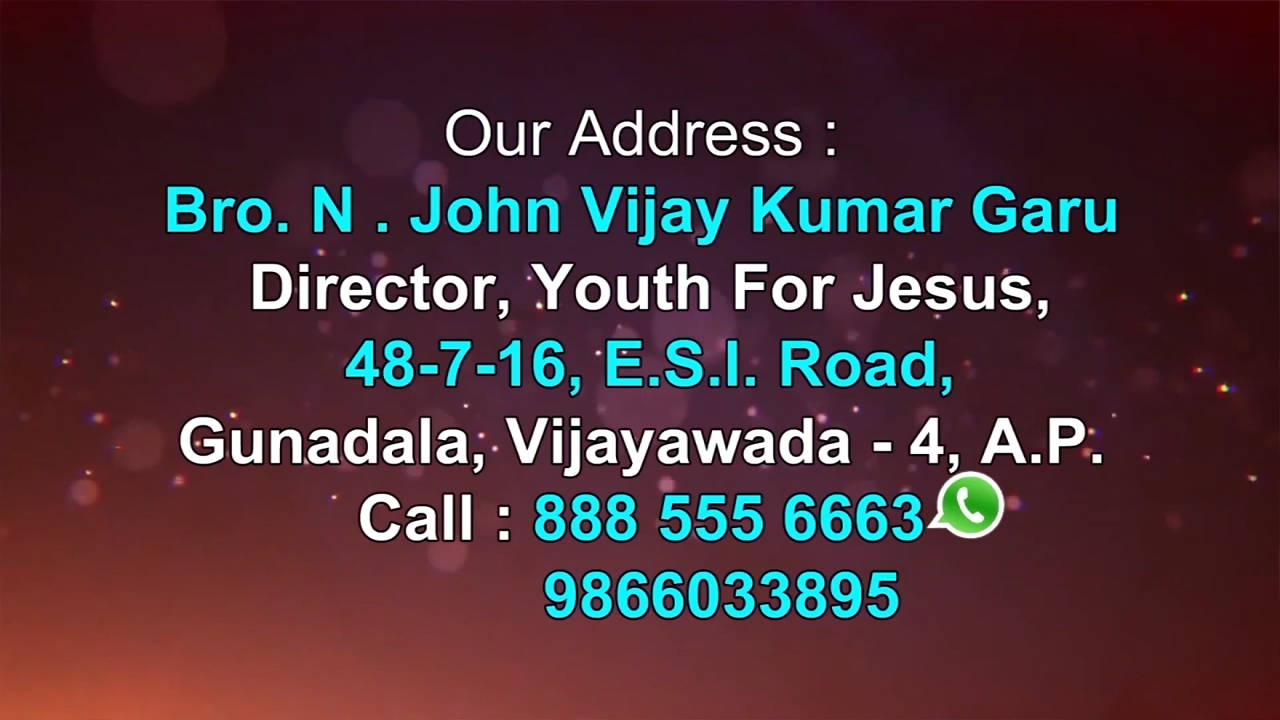 Our Address :
Bro. N . John Vijay Kumar Garu
Director, Youth For Jesus,
48-7-16, E.S.I. Road,
Gunadala, Vijayawada - 4, A.P.
Call : 888 555 6663
9866033895